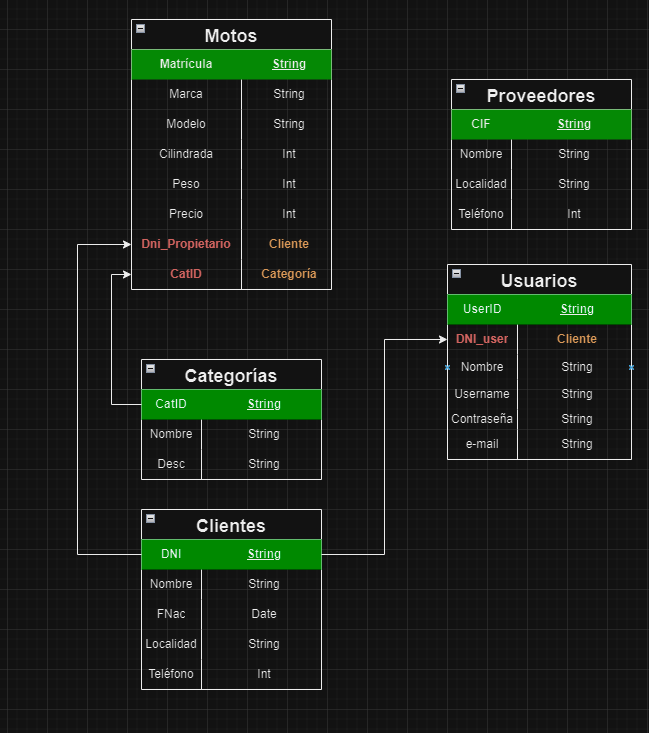 Motos
Matrícula String
Marca String
Modelo String
Cilindrada Int
Peso Int
Precio Int
Dni_Propietario Cliente
CatID Categoría
Proveedores
CIF String
Nombre String
Localidad String
Teléfono Int
Usuarios
UserID String
DNI_user Cliente
Nombre String
Username String
Contraseña String
e-mail String
Categorías
CatID String
Nombre String
Desc String
Clientes
DNI String
Nombre String
FNac Date
Localidad String
Teléfono Int